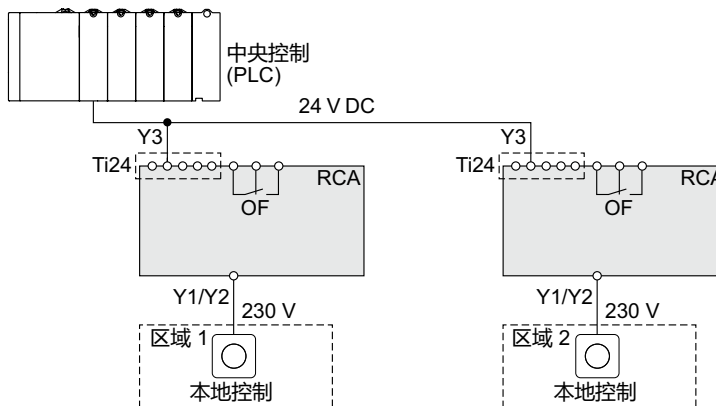 中央控制
(PLC)
24 V DC
Y3
Y3
Ti24
RCA
Ti24
RCA
OF
OF
Y1/Y2
230 V
Y1/Y2
230 V
区域 1
区域 2
本地控制
本地控制